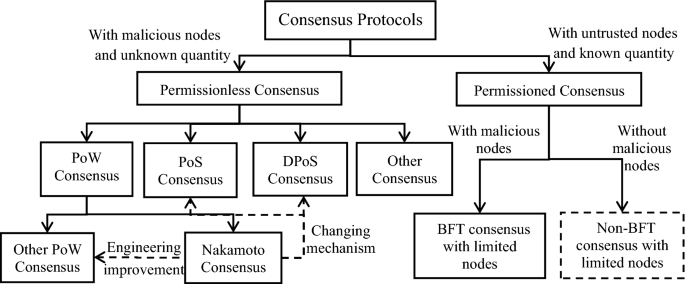 Consensus Protocols
With malicious nodes
and unknown quantity
With untrusted nodes
and known quantity
Permissionless Consensus
Permissioned Consensus
With malicious
nodes
Without
malicious
nodes
PoW
Consensus
PoS
Consensus
DPoS
Consensus
Other
Consensus
Other PoW
Consensus
Engineering
improvement
Nakamoto
Consensus
Changing
mechanism
BFT consensus
with limited
nodes
Non-BFT
consensus with
limited nodes